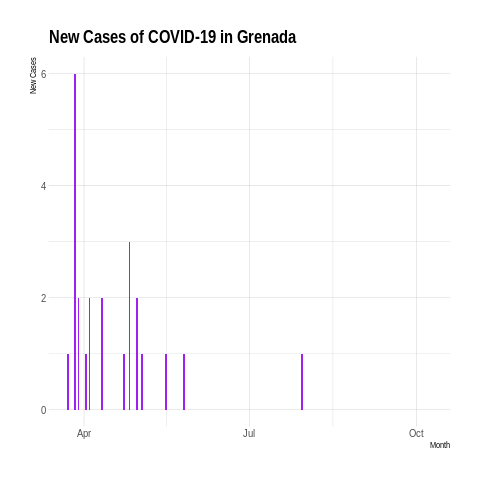 New Cases of COVID-19 in Grenada
New Cases
6
4
2
0
Apr
Jul
Oct
Month